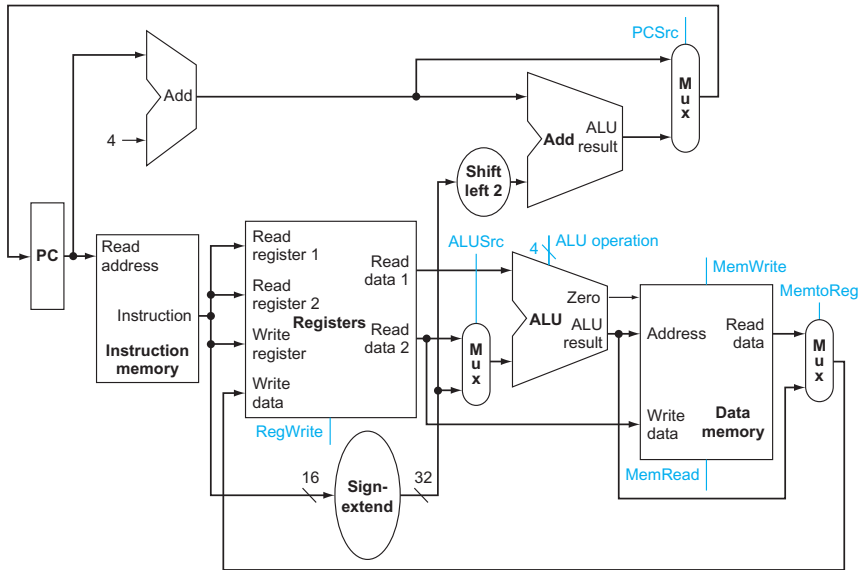 PCSrc
Add
4
M
u
x
ALU
Add
result
Shift
left 2
PC
Read
address
Instruction
Instruction
memory
Read
register 1
Read
register 2
Write
register
Write
data
Registers
Read
data 1
Read
data 2
RegWrite
16
Sign-
extend
32
ALUSrc
M
u
x
4
ALU operation
Zero
ALU
ALU
result
MemWrite
Address
Read
data
Write
data
Data
memory
MemRead
MemtoReg
M
u
x